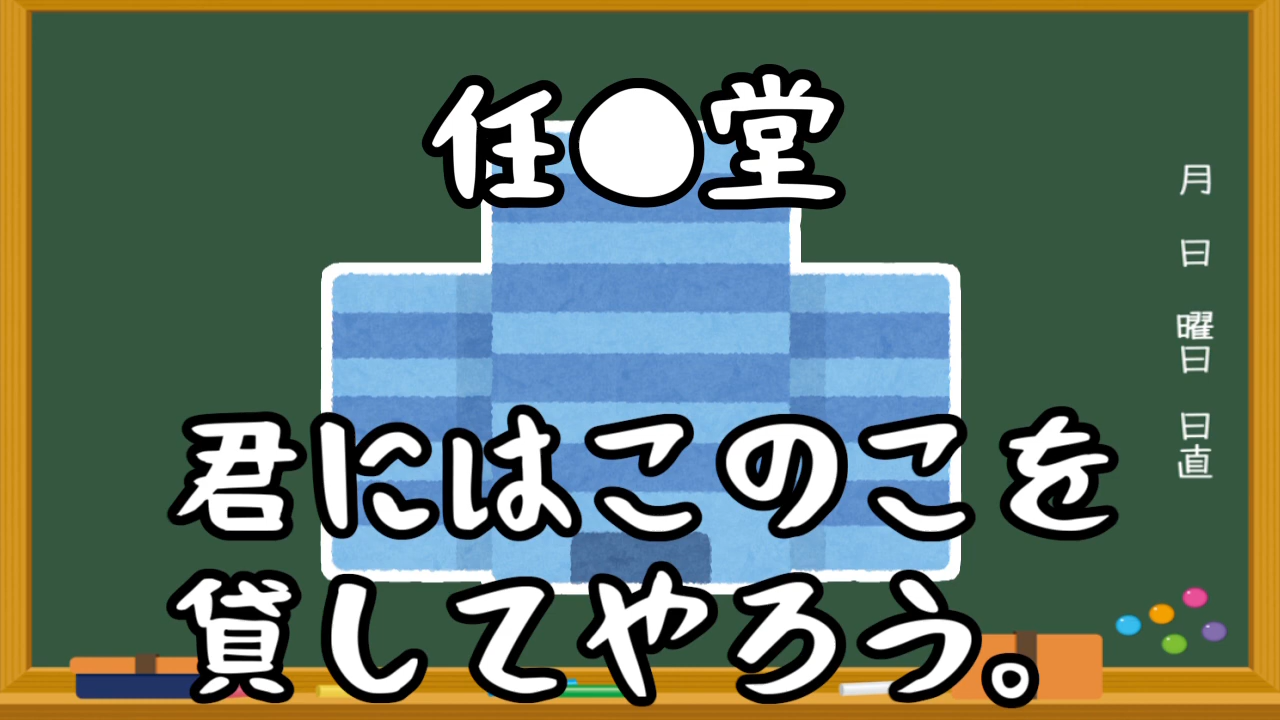 任●堂
君にはこのこを
貸してやろう。
月 日 曜日 日直